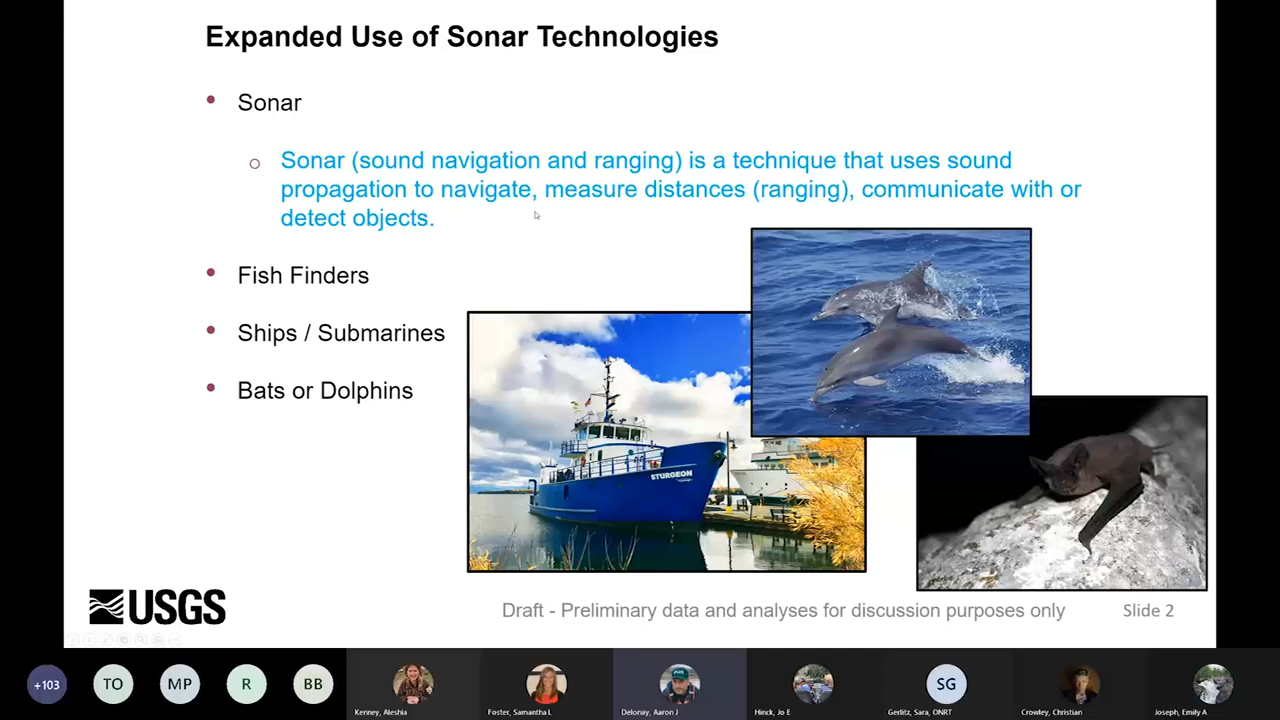 Expanded Use of Sonar Technologies
• Sonar
o Sonar (sound navigation and ranging) is a technique that uses sound
propagation to navigate, measure distances (ranging), communicate with or
detect objects.
• Fish Finders
• Ships / Submarines
• Bats or Dolphins
STURGEON
USGS
Draft - Preliminary data and analyses for discussion purposes only
Slide 2
+103
TO
MP
R
BB
SG
Kenney, Aleshia
Foster, Samantha L
Delonay, Aaron J
Hinck, Jo E
Gerlitz, Sara, ONRT
Crowley, Christian
Joseph, Emily A